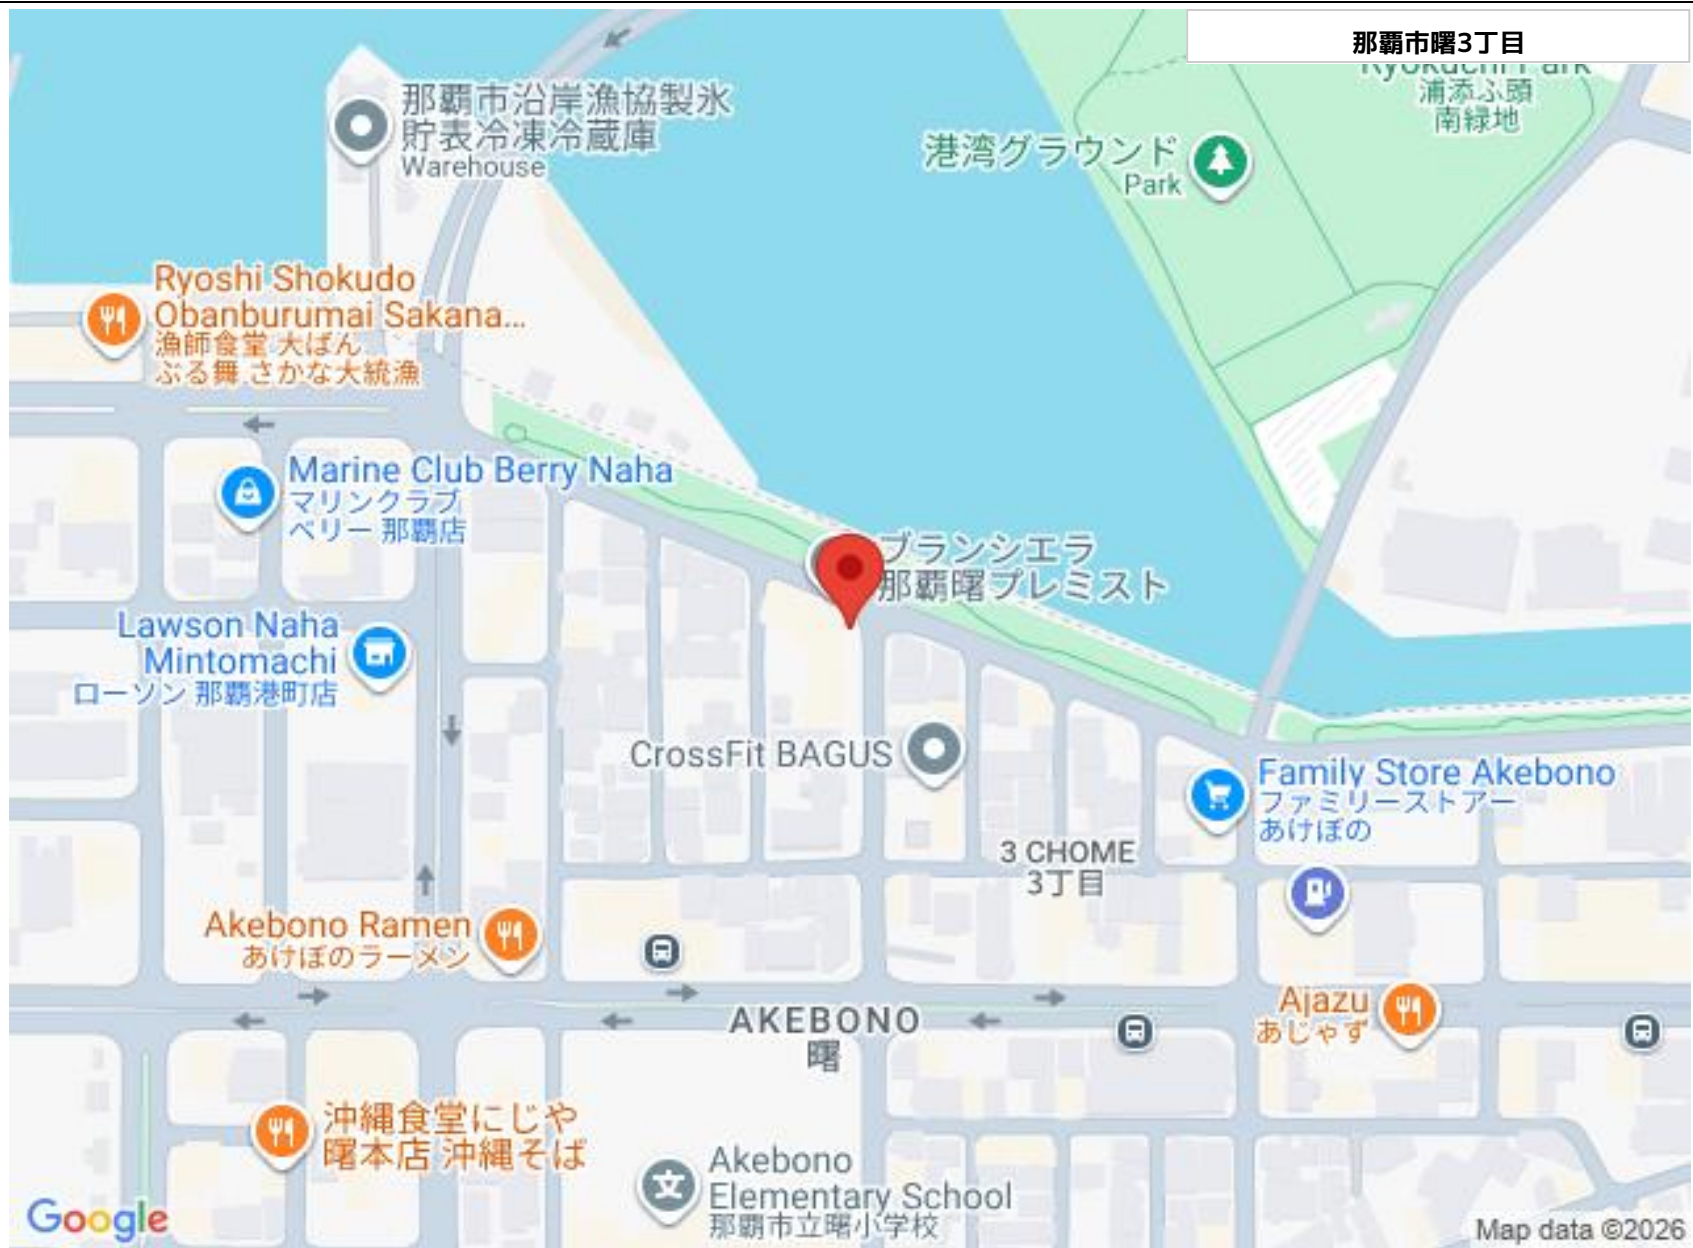 那覇市曙3丁目
Ryokuchi Park
浦添ふ頭
南緑地
那覇市沿岸漁協製氷
貯表冷凍冷蔵庫
Warehouse
港湾グラウンド
Park
Ryoshi Shokudo
Obanburumai Sakana...
漁師食堂 大ばん
ぶる舞 さかな大統漁
Marine Club Berry Naha
マリンクラブ
ベリー 那覇店
ブランシエラ
那覇曙プレミスト
Lawson Naha
Mintomachi
ローソン 那覇港町店
CrossFit BAGUS
Family Store Akebono
ファミリーストアー
あけぼの
3 CHOME
3丁目
Akebono Ramen
あけぼのラーメン
Ajazu
あじゃず
AKEBONO
曙
沖縄食堂にじや
曙本店 沖縄そば
Akebono
Elementary School
那覇市立曙小学校
文
Google
Map data ©2026